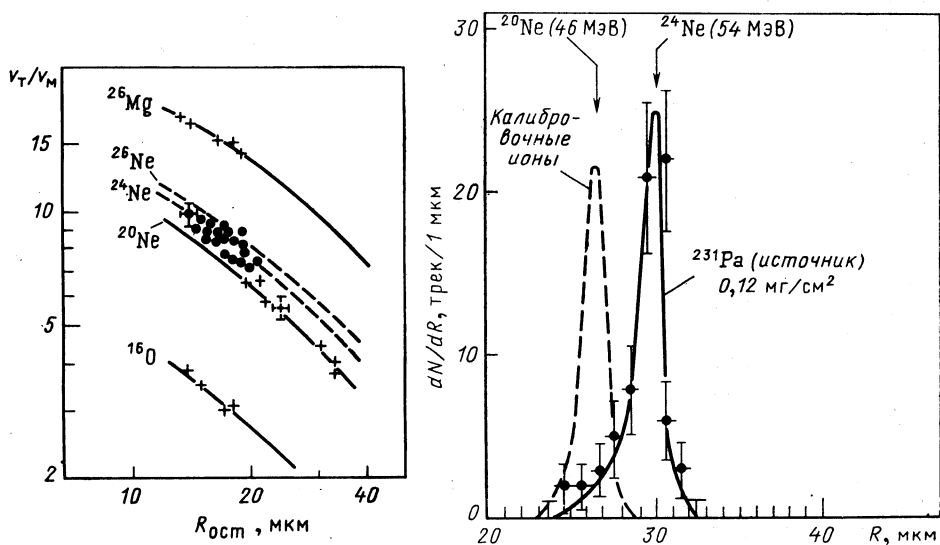 v_T/v_M
15
10
5
2
²⁶Mg
²⁶Ne
²⁴Ne
²⁰Ne
¹⁶O
10
20
40
R_ОСТ, мкм
²⁰Ne (46 МэВ)
²⁴Ne (54 МэВ)
Калибро-
вочные
ионы
²³¹Pa (источник)
0,12 мг/см²
dN/dR, трек/1 мкм
30
20
10
0
20
30
40
R, мкм